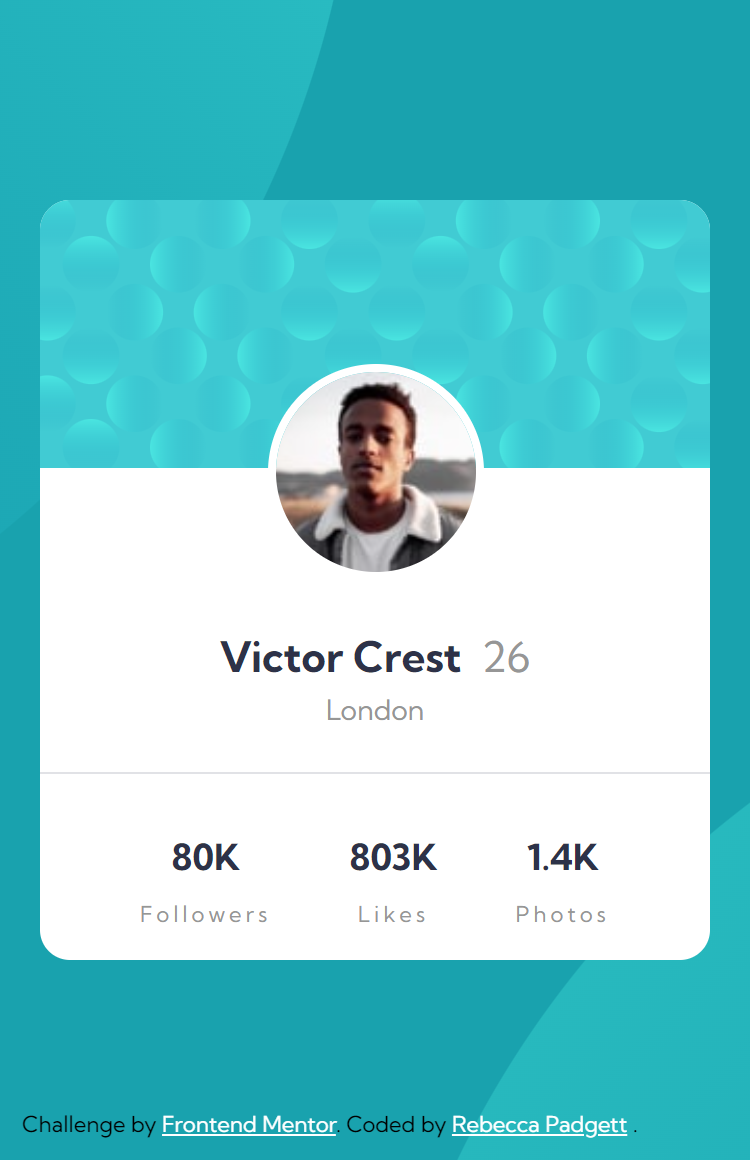 Victor Crest 26
London
80K 803K 1.4K
Followers Likes Photos
Challenge by Frontend Mentor. Coded by Rebecca Padgett .